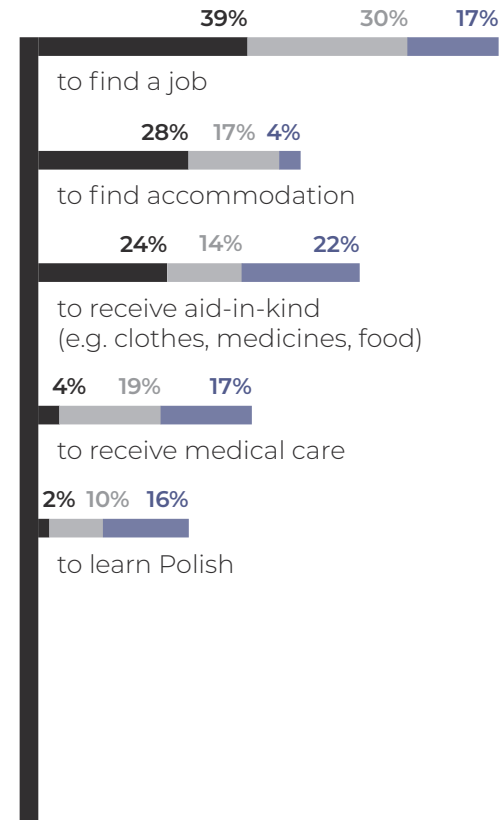 39% 30% 17%
to find a job
28% 17% 4%
to find accommodation
24% 14% 22%
to receive aid-in-kind
(e.g. clothes, medicines, food)
4% 19% 17%
to receive medical care
2% 10% 16%
to learn Polish